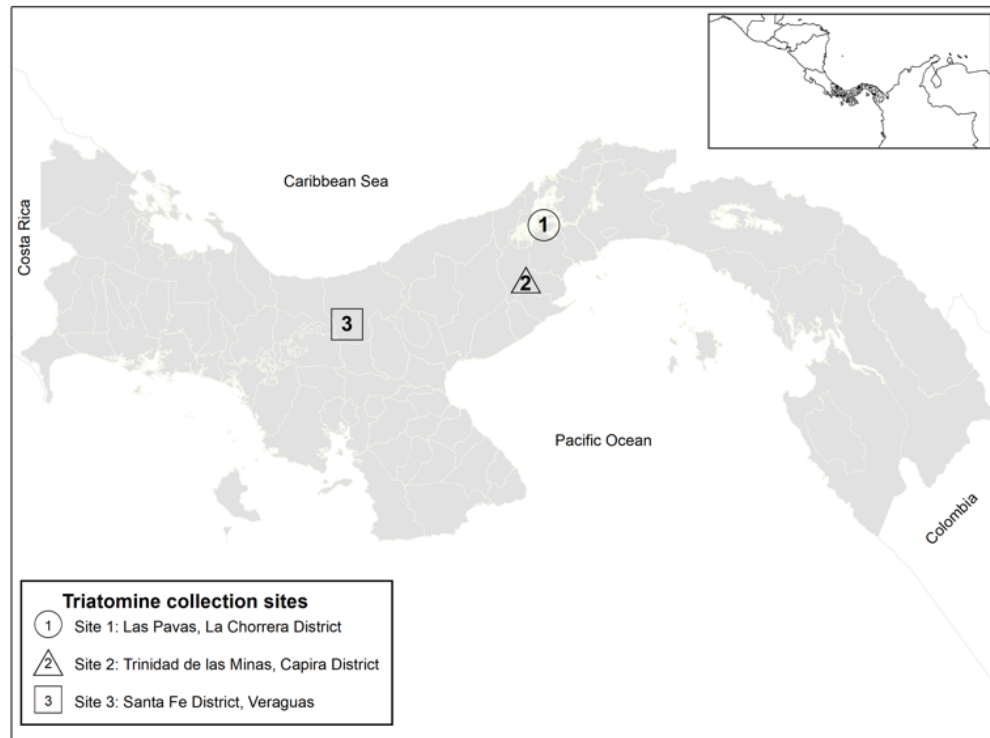 Caribbean Sea
Costa Rica
1
2
3
Pacific Ocean
Colombia
Triatomine collection sites
1 Site 1: Las Pavas, La Chorrera District
2 Site 2: Trinidad de las Minas, Capira District
3 Site 3: Santa Fe District, Veraguas